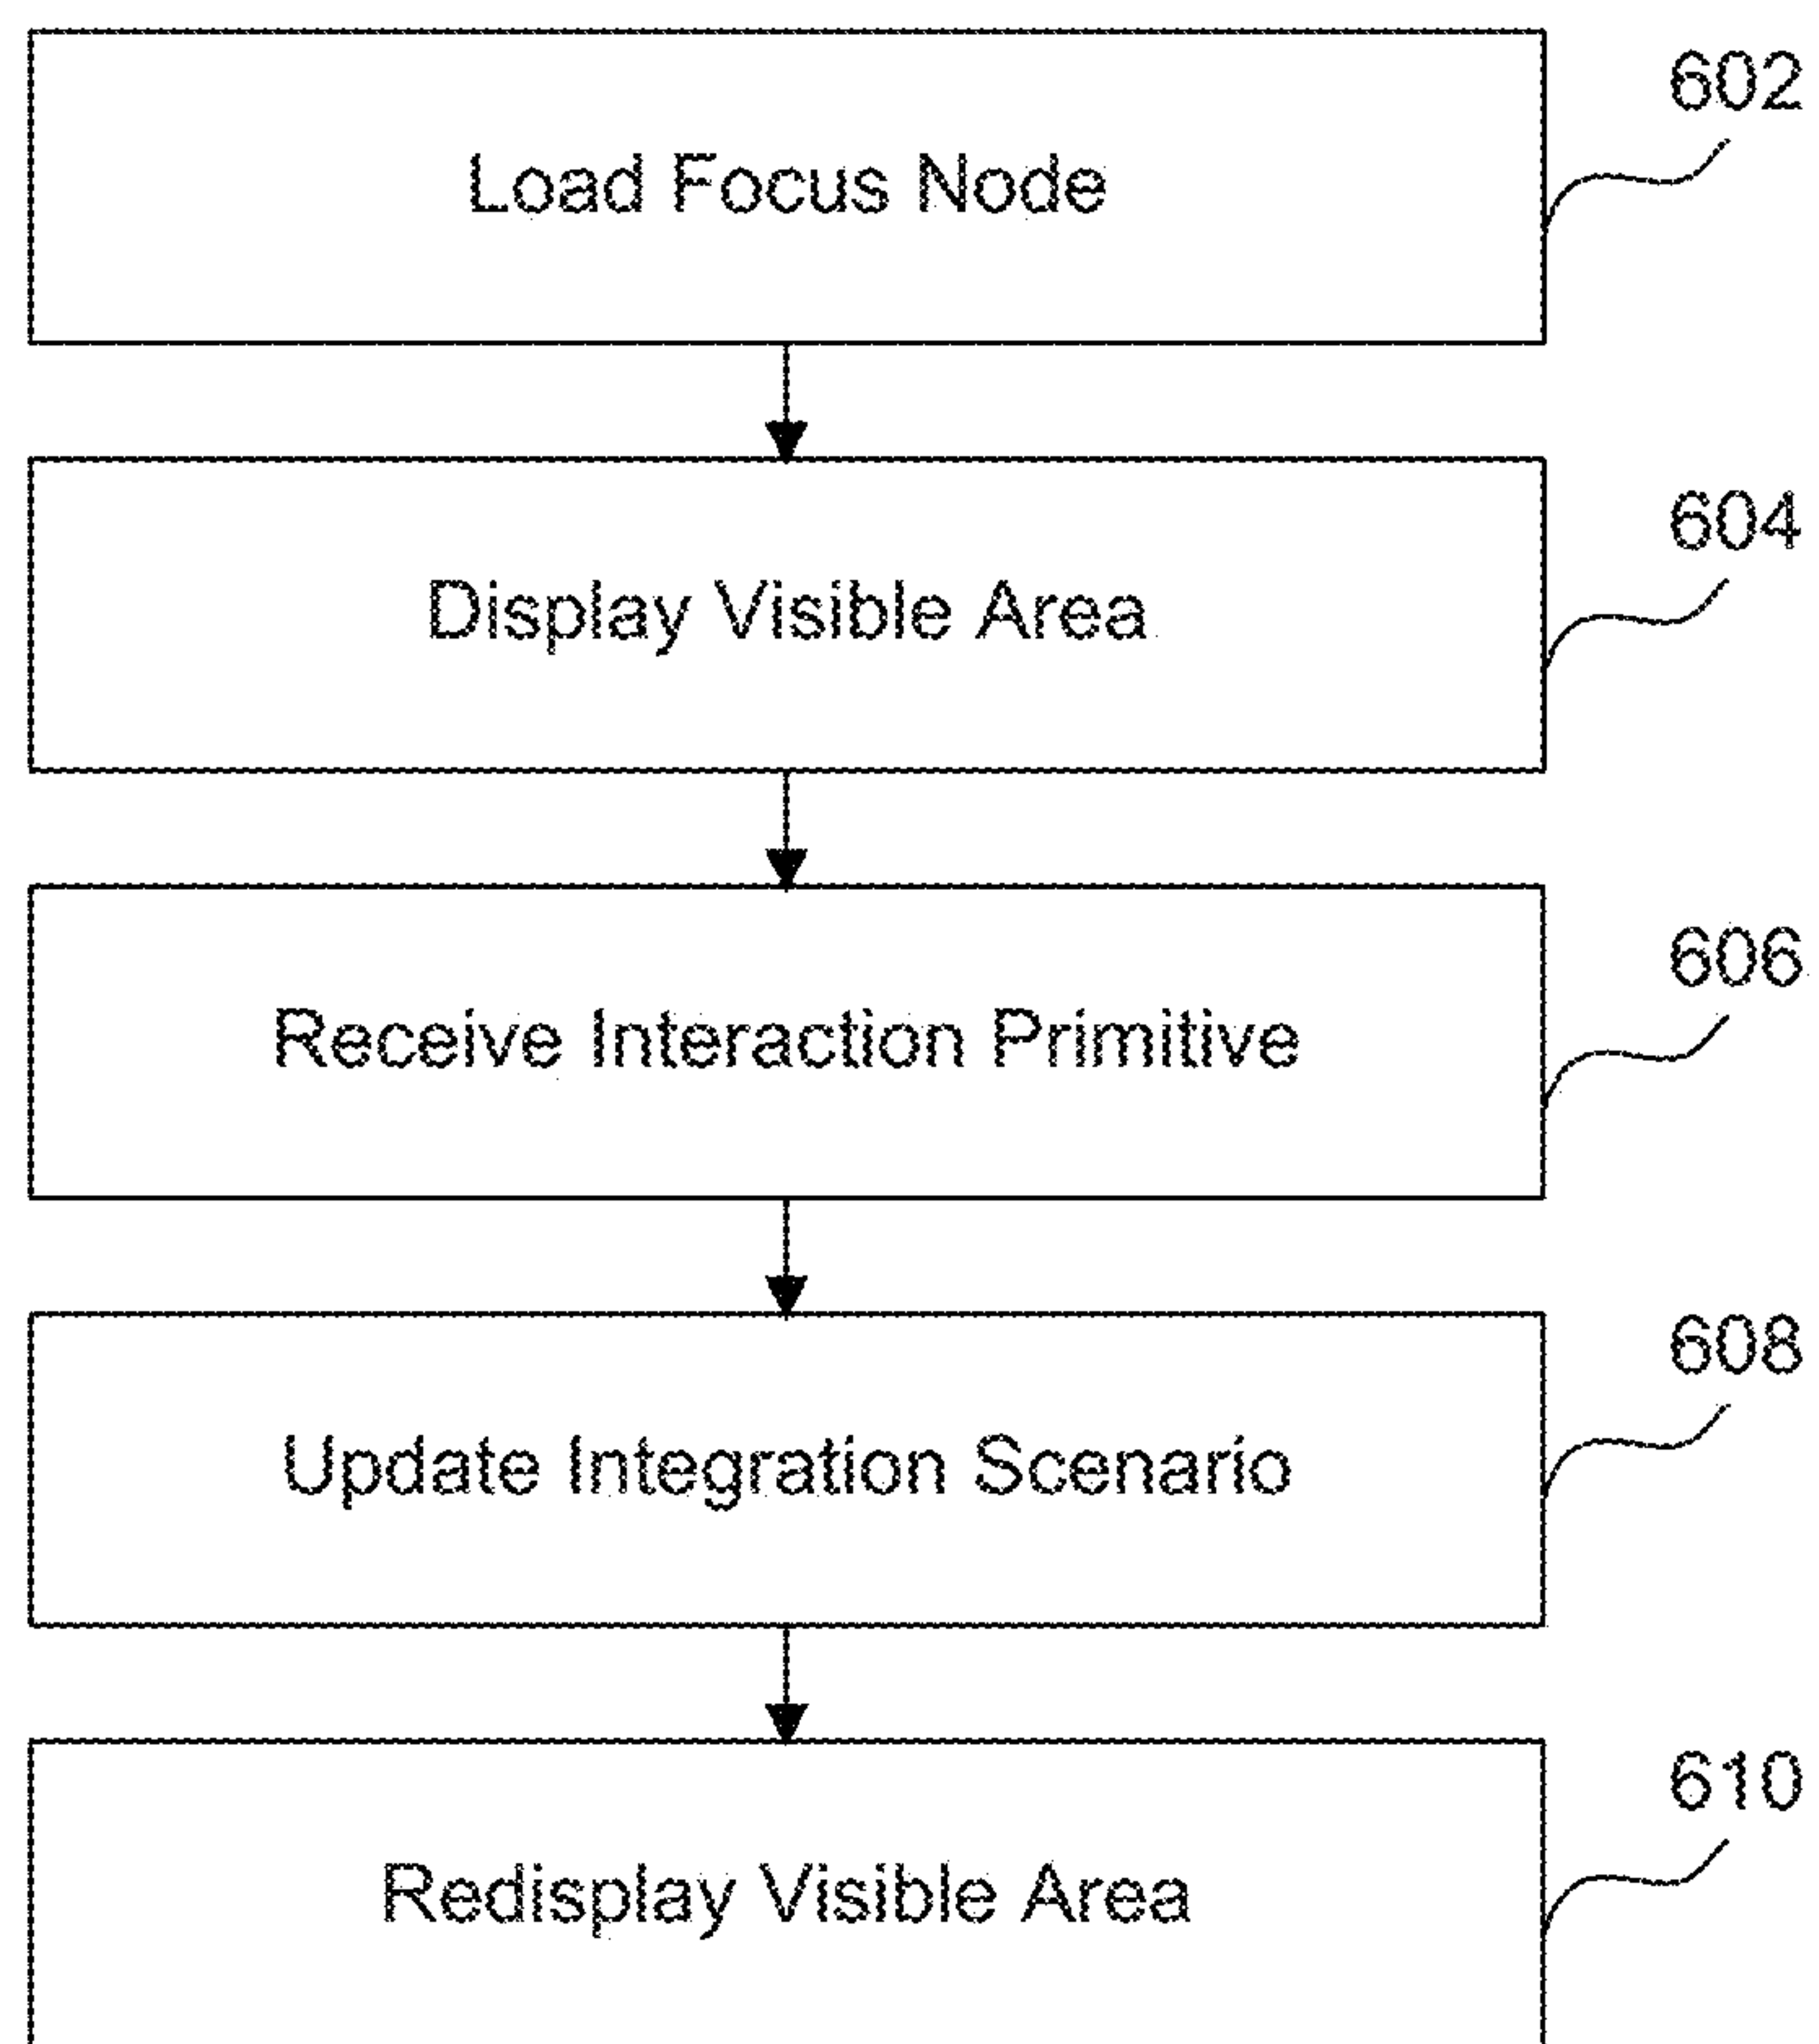 602
Load Focus Node
604
Display Visible Area
606
Receive Interaction Primitive
608
Update Integration Scenario
610
Redisplay Visible Area